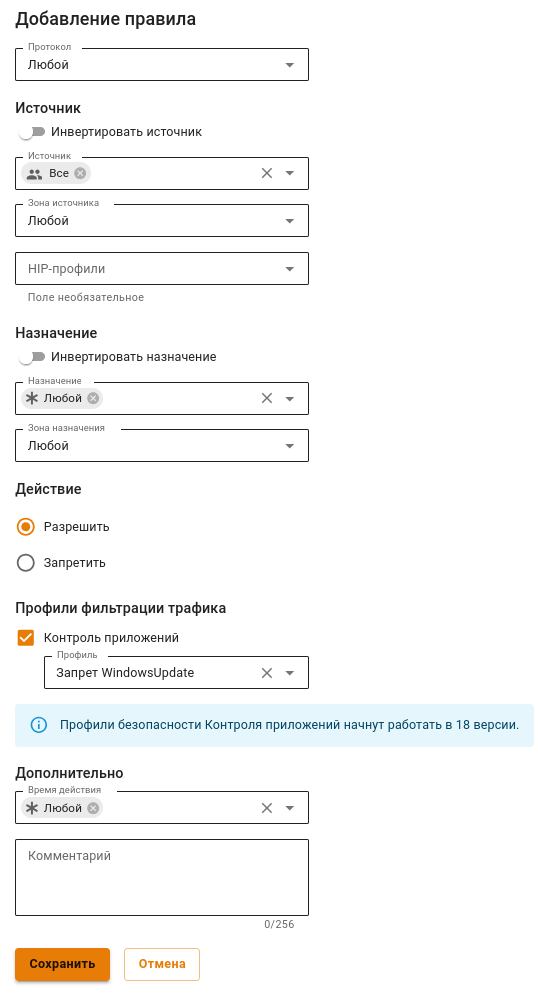 Добавление правила
Протокол
Любой
Источник
Инвертировать источник
Источник
Все
Зона источника
Любой
HIP-профили
Поле необязательное
Назначение
Инвертировать назначение
Назначение
Любой
Зона назначения
Любой
Действие
Разрешить
Запретить
Профили фильтрации трафика
Контроль приложений
Профиль
Запрет WindowsUpdate
Профили безопасности Контроля приложений начнут работать в 18 версии.
Дополнительно
Время действия
Любой
Комментарий
0/256
Сохранить Отмена